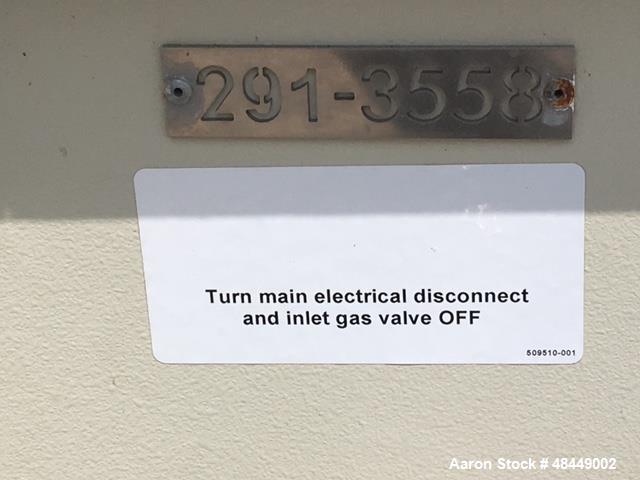 291-3558
Turn main electrical disconnect
and inlet gas valve OFF
509510-001
Aaron Stock # 48449002